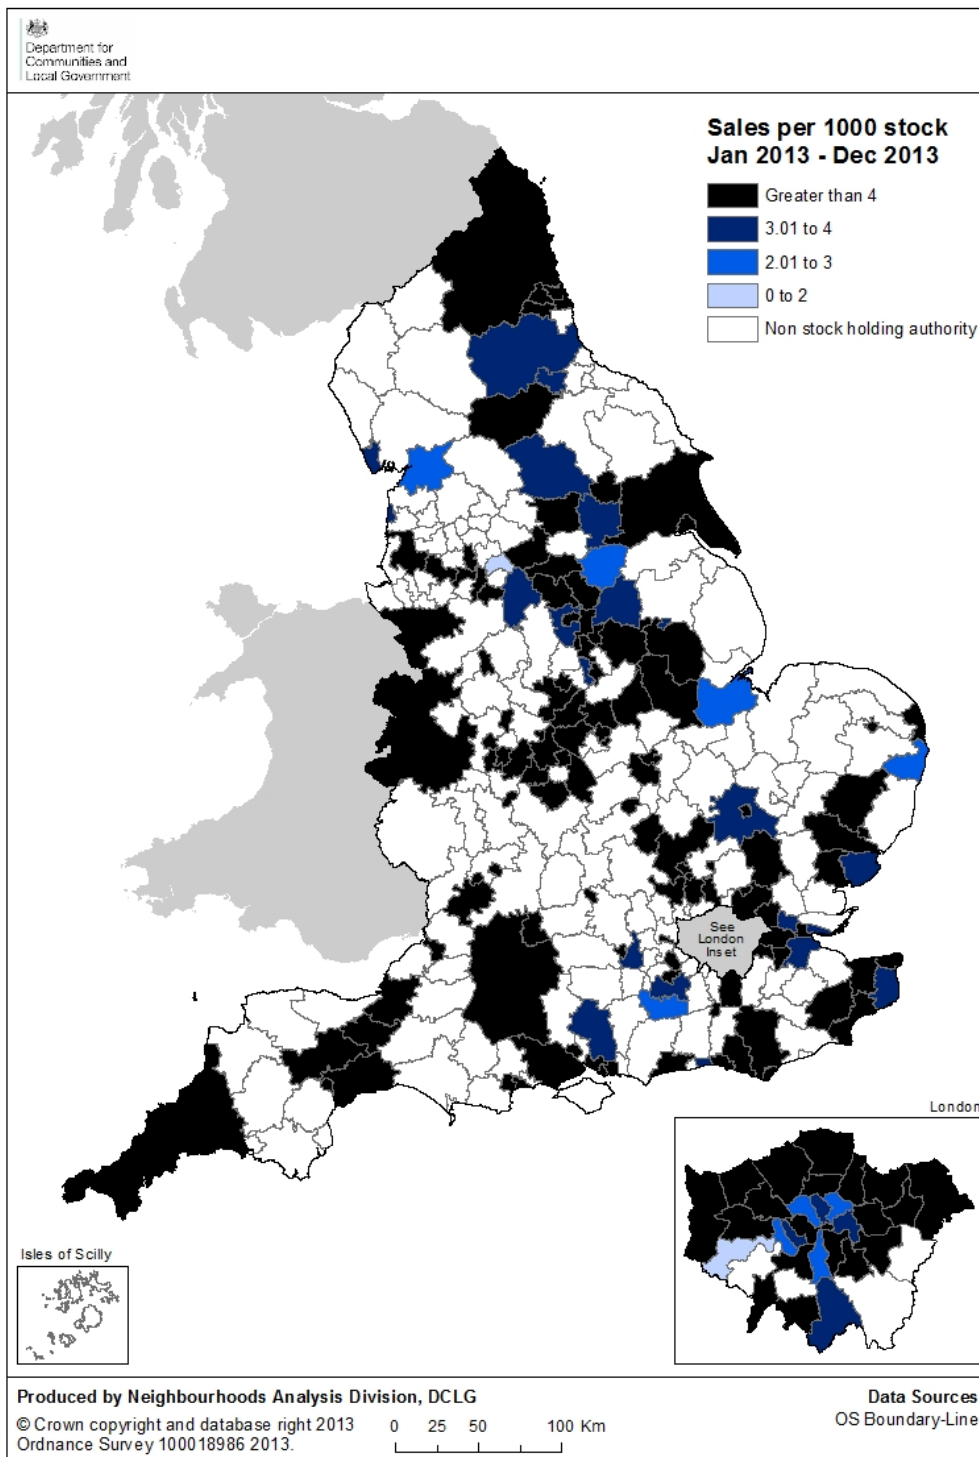 Department for
Communities and
Local Government
Sales per 1000 stock
Jan 2013 - Dec 2013
Greater than 4
3.01 to 4
2.01 to 3
0 to 2
Non stock holding authority
See
London
Inset
London
Isles of Scilly
Produced by Neighbourhoods Analysis Division, DCLG
© Crown copyright and database right 2013
Ordnance Survey 100018986 2013.
0 25 50 100 Km
Data Sources
OS Boundary-Line